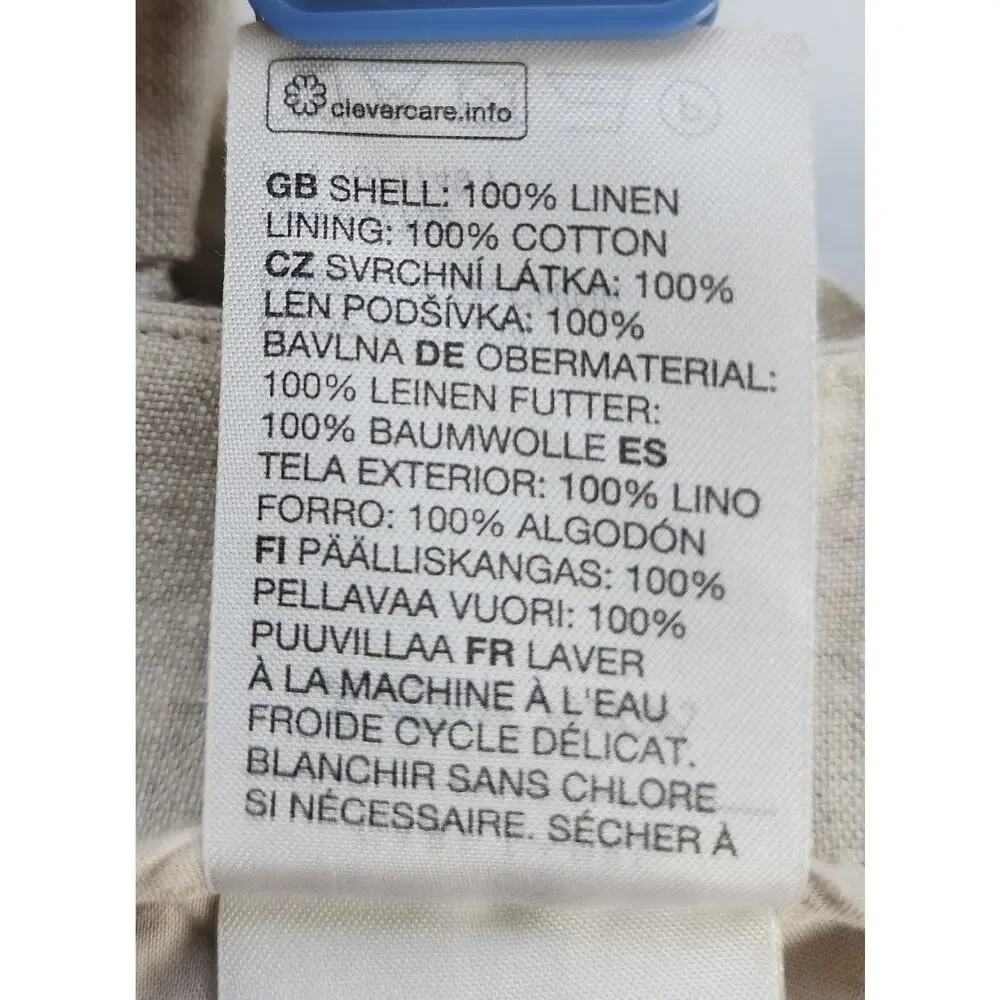 clevercare.info
GB SHELL: 100% LINEN
LINING: 100% COTTON
CZ SVRCHNÍ LÁTKA: 100%
LEN PODŠÍVKA: 100%
BAVLNA DE OBERMATERIAL:
100% LEINEN FUTTER:
100% BAUMWOLLE ES
TELA EXTERIOR: 100% LINO
FORRO: 100% ALGODÓN
FI PÄÄLLISKANGAS: 100%
PELLAVAA VUORI: 100%
PUUVILLAA FR LAVER
À LA MACHINE À L'EAU
FROIDE CYCLE DÉLICAT.
BLANCHIR SANS CHLORE
SI NÉCESSAIRE. SÉCHER À